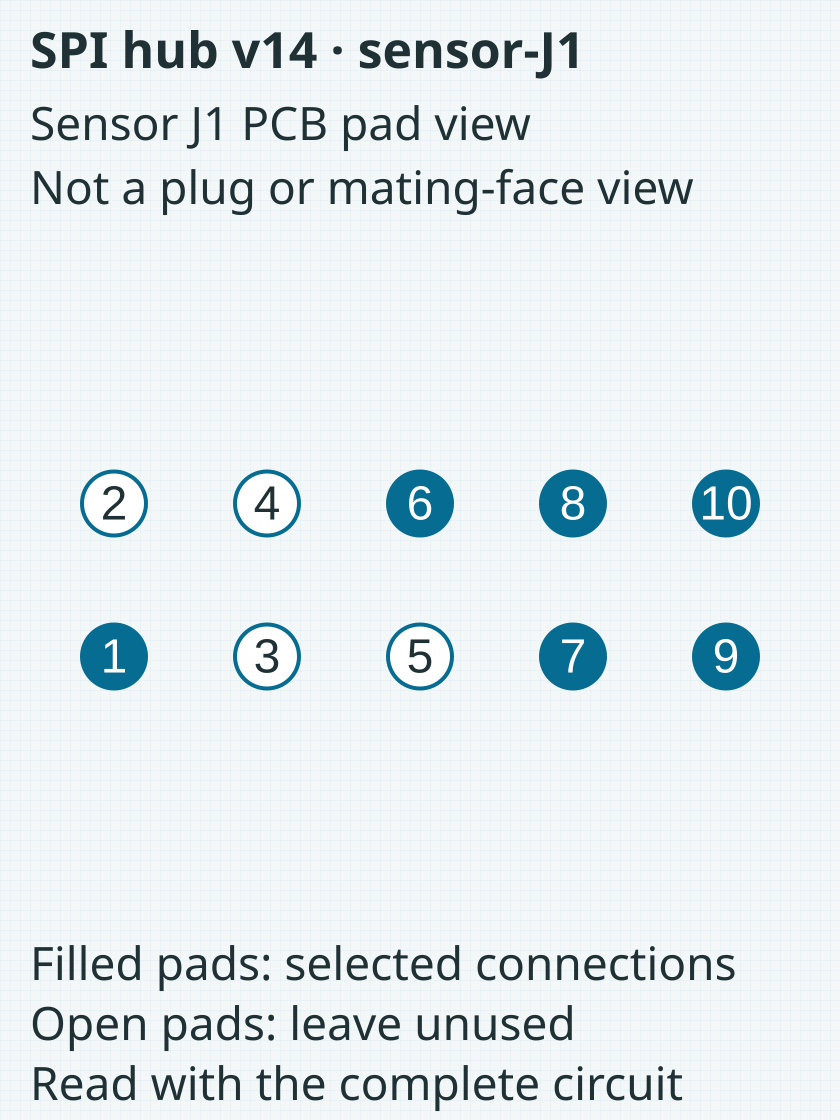 SPI hub v14 · sensor-J1
Sensor J1 PCB pad view
Not a plug or mating-face view
2 4 6 8 10
1 3 5 7 9
Filled pads: selected connections
Open pads: leave unused
Read with the complete circuit